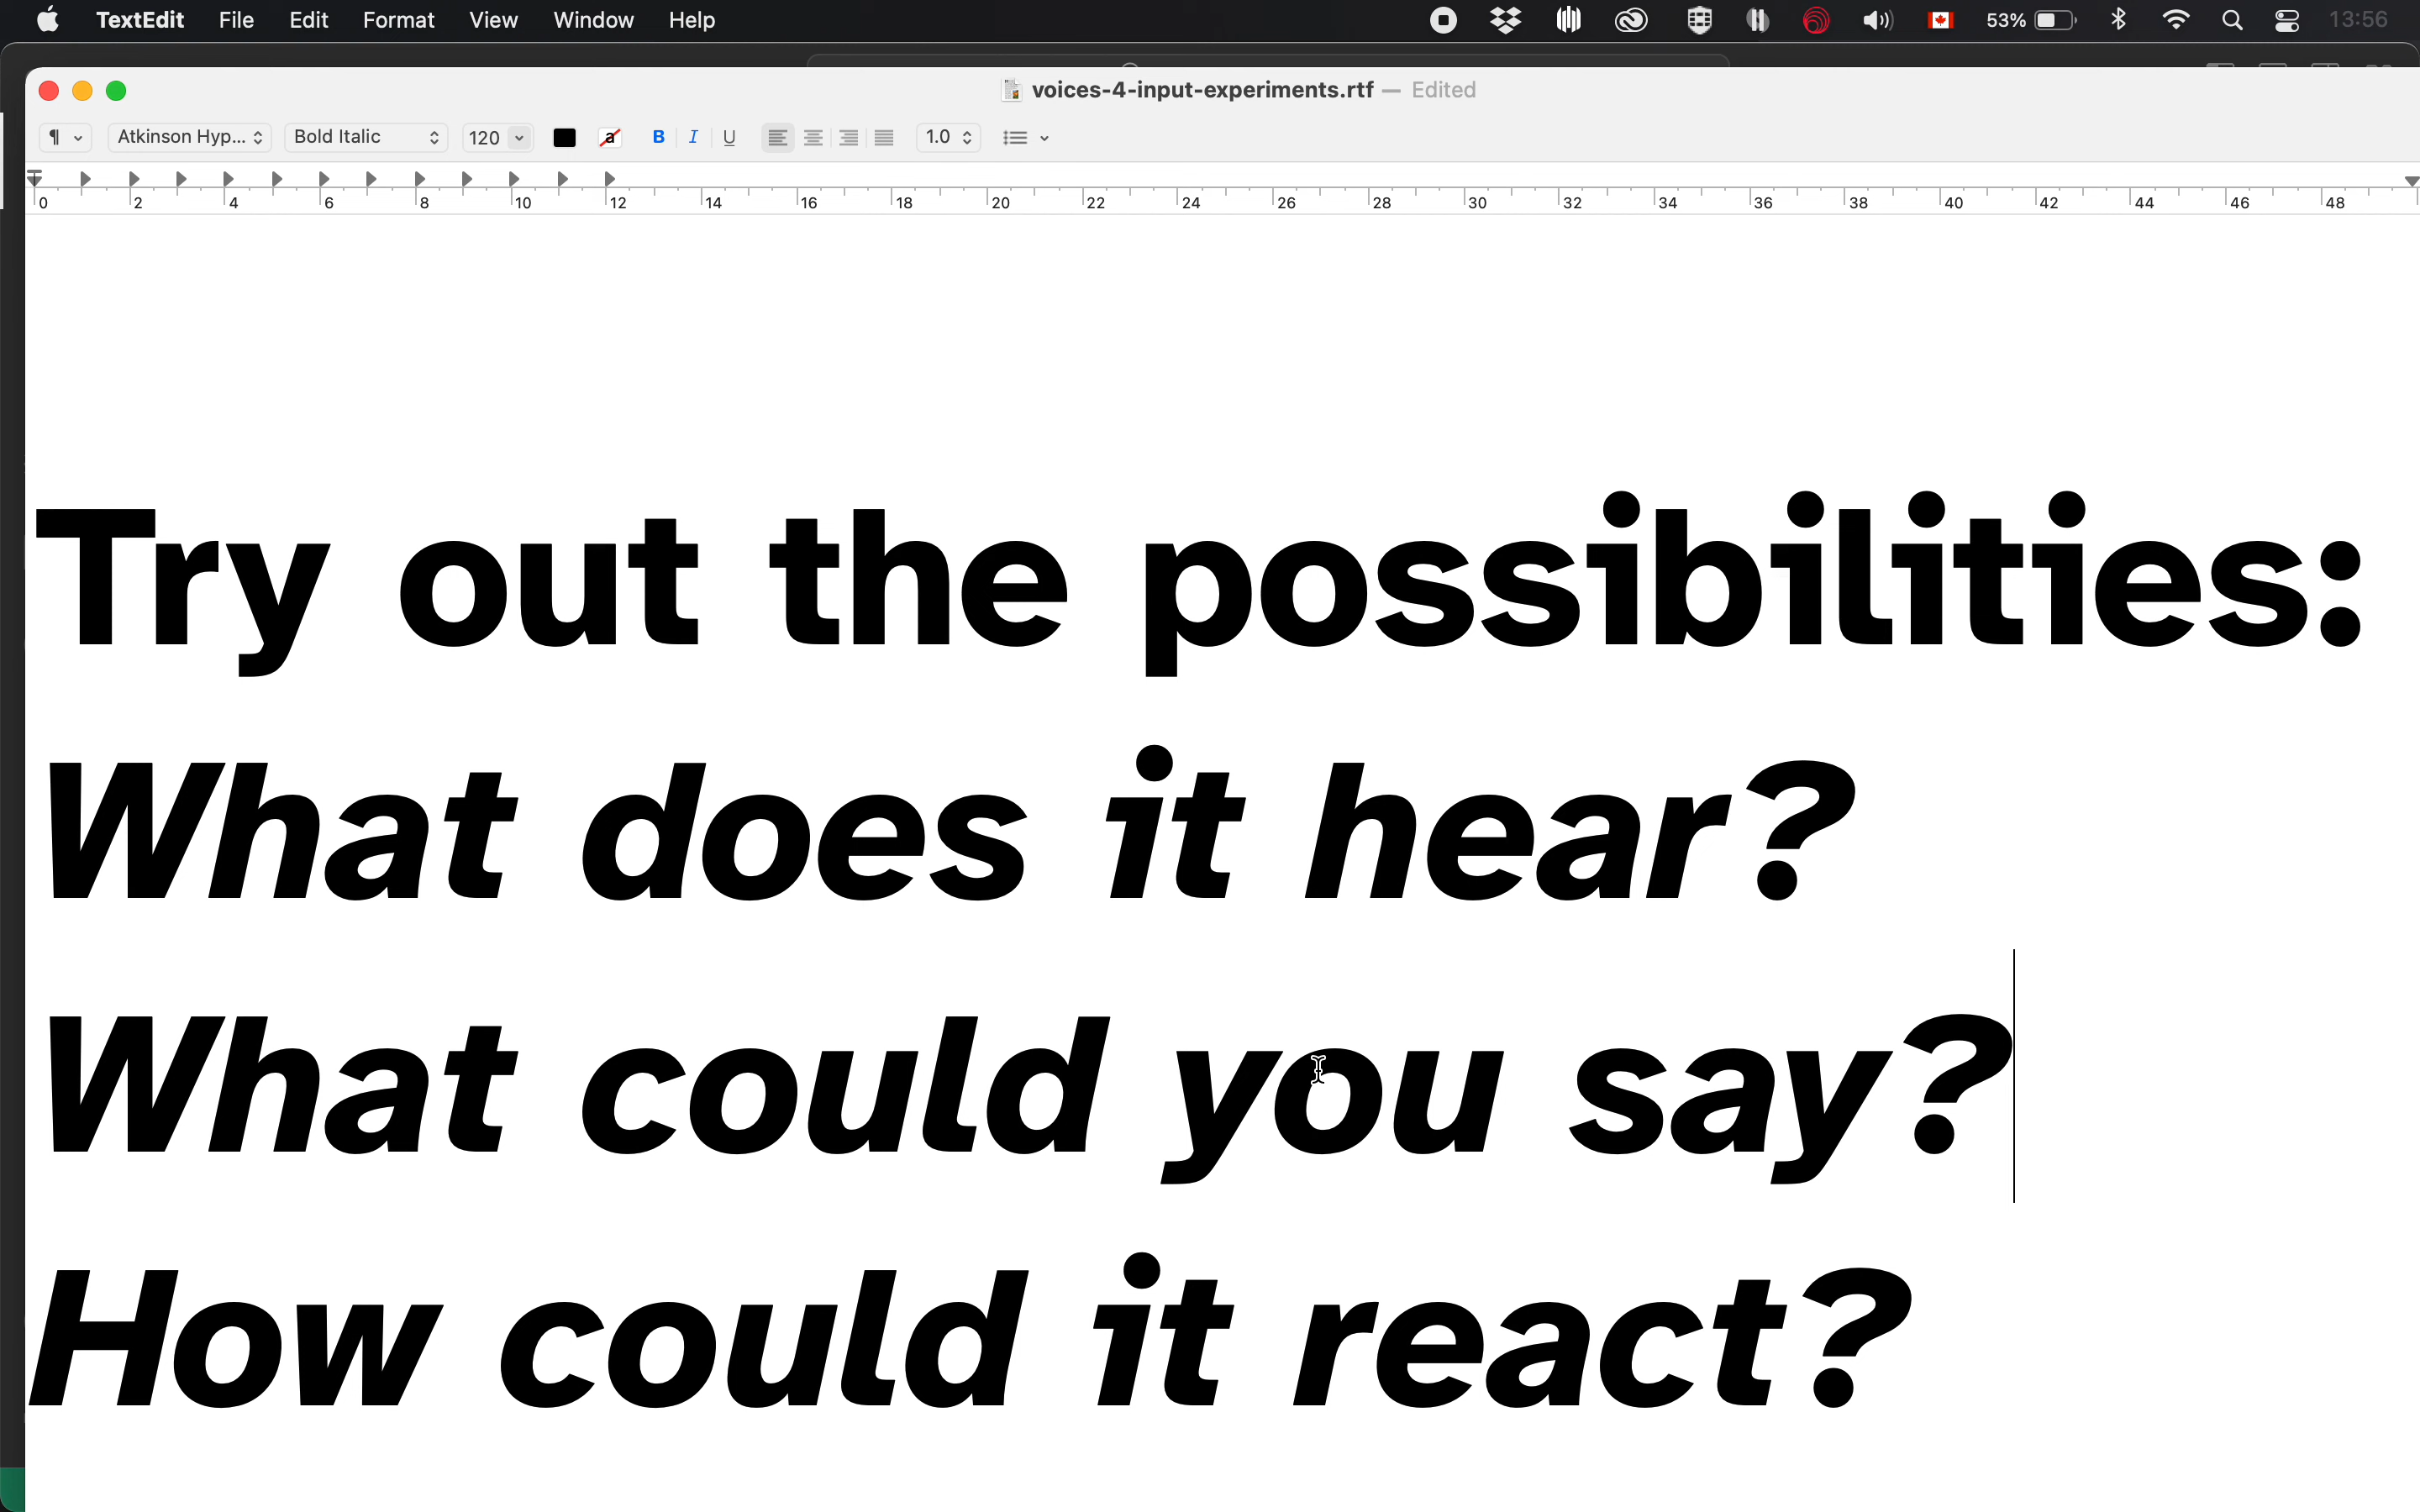 TextEdit File Edit Format View Window Help 53% 13:56
voices-4-input-experiments.rtf — Edited
¶ Atkinson Hyp... Bold Italic 120 a B I U 1.0
0 2 4 6 8 10 12 14 16 18 20 22 24 26 28 30 32 34 36 38 40 42 44 46 48
Try out the possibilities:
What does it hear?
What could you say?
How could it react?